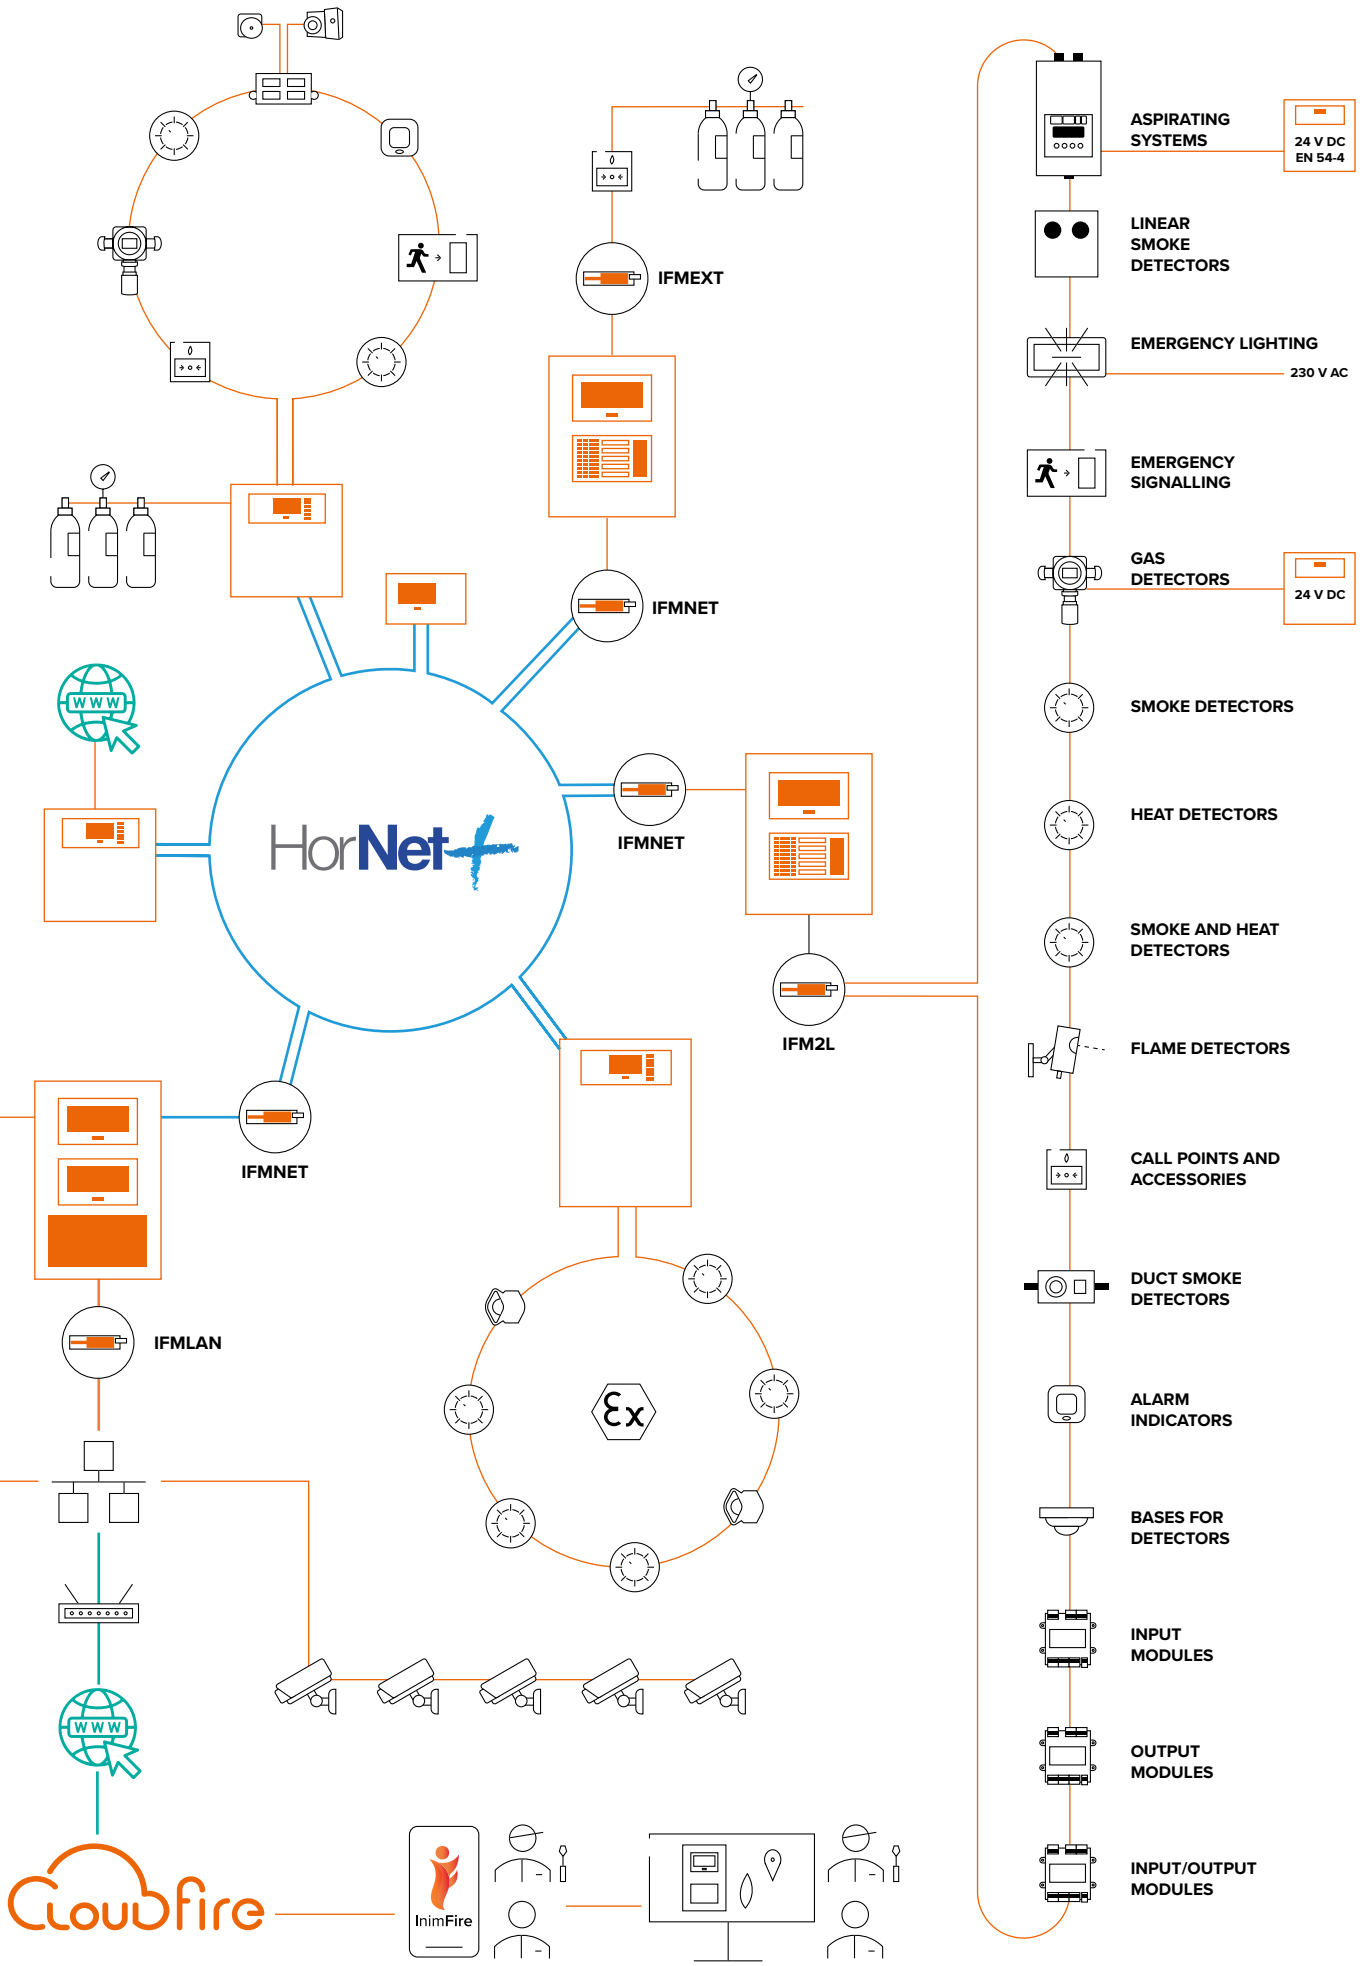 ASPIRATING
SYSTEMS
24 V DC
EN 54-4
LINEAR
SMOKE
DETECTORS
IFMEXT
EMERGENCY LIGHTING
230 V AC
EMERGENCY
SIGNALLING
GAS
DETECTORS
24 V DC
IFMNET
WWW
SMOKE DETECTORS
HorNet+
IFMNET
HEAT DETECTORS
SMOKE AND HEAT
DETECTORS
IFM2L
FLAME DETECTORS
IFMNET
CALL POINTS AND
ACCESSORIES
DUCT SMOKE
DETECTORS
IFMLAN
Ex
ALARM
INDICATORS
BASES FOR
DETECTORS
INPUT
MODULES
WWW
OUTPUT
MODULES
INPUT/OUTPUT
MODULES
CLOUDfire
InimFire